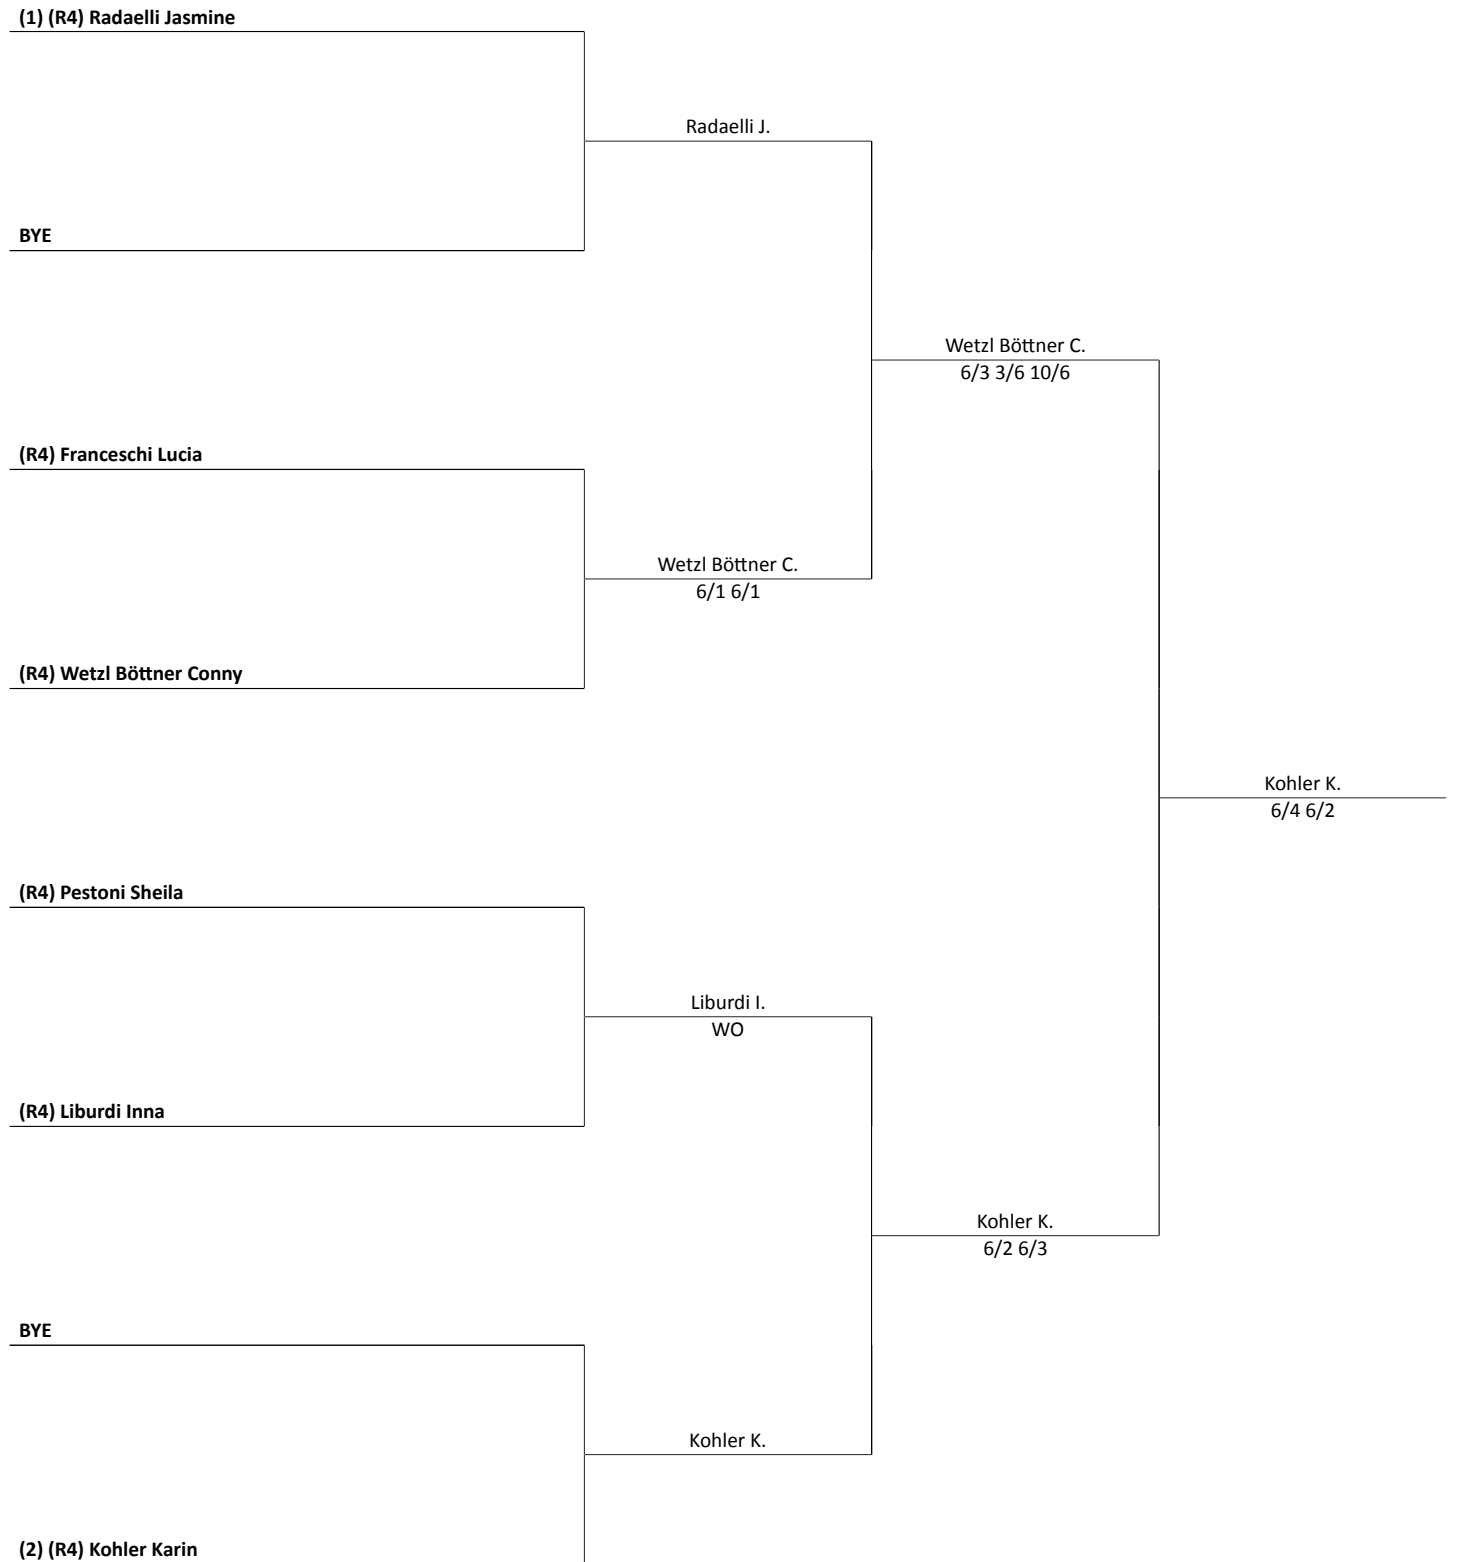 (1) (R4) Radaelli Jasmine
Radaelli J.
BYE
Wetzl Böttner C.
6/3 3/6 10/6
(R4) Franceschi Lucia
Wetzl Böttner C.
6/1 6/1
(R4) Wetzl Böttner Conny
Kohler K.
6/4 6/2
(R4) Pestoni Sheila
Liburdi I.
WO
(R4) Liburdi Inna
Kohler K.
6/2 6/3
BYE
Kohler K.
(2) (R4) Kohler Karin